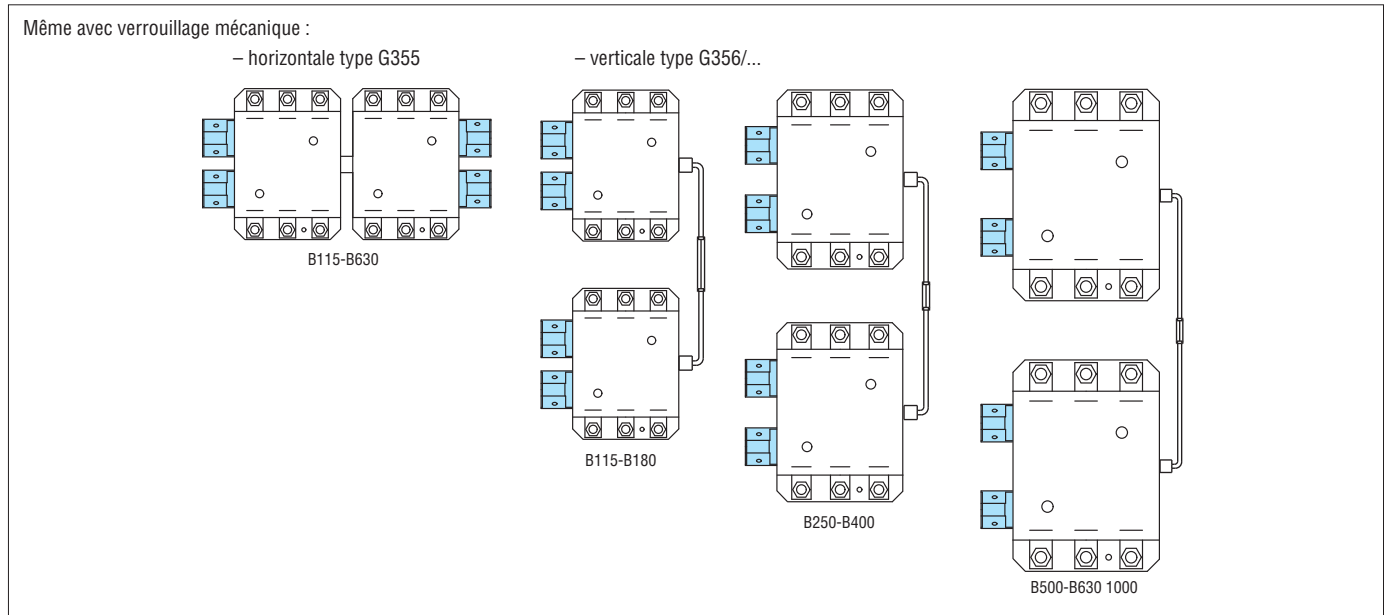 Même avec verrouillage mécanique :
– horizontale type G355
– verticale type G356/...
B115-B630
B115-B180
B250-B400
B500-B630 1000